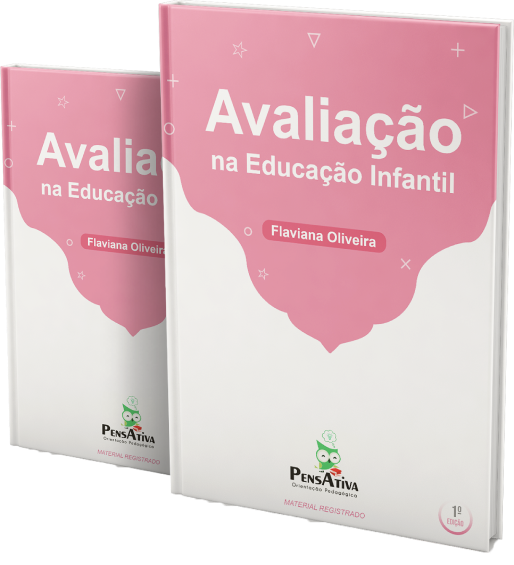 Avaliação
na Educação Infantil
Flaviana Oliveira
PENSATIVA
Orientação Pedagógica
MATERIAL REGISTRADO
1º
EDIÇÃO
Avalia
na Educação
Flaviana Oliveira
PENSATIVA
Orientação Pedagógica
MATERIAL REGISTRADO